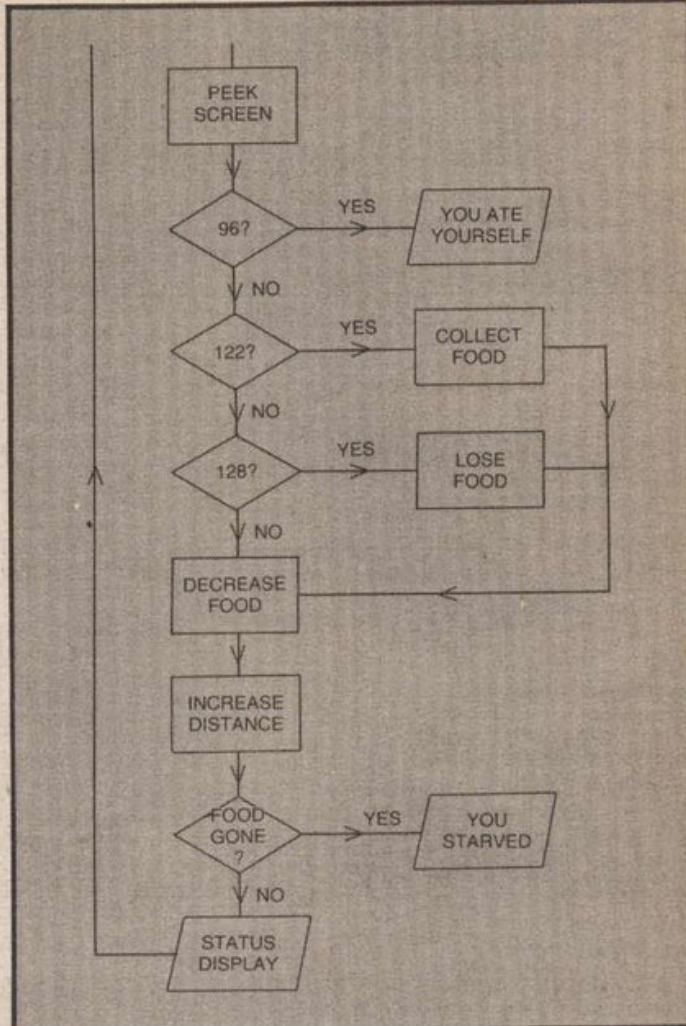 PEEK
SCREEN
96?
YES
YOU ATE
YOURSELF
NO
122?
YES
COLLECT
FOOD
NO
128?
YES
LOSE
FOOD
NO
DECREASE
FOOD
INCREASE
DISTANCE
FOOD
GONE
?
YES
YOU
STARVED
NO
STATUS
DISPLAY